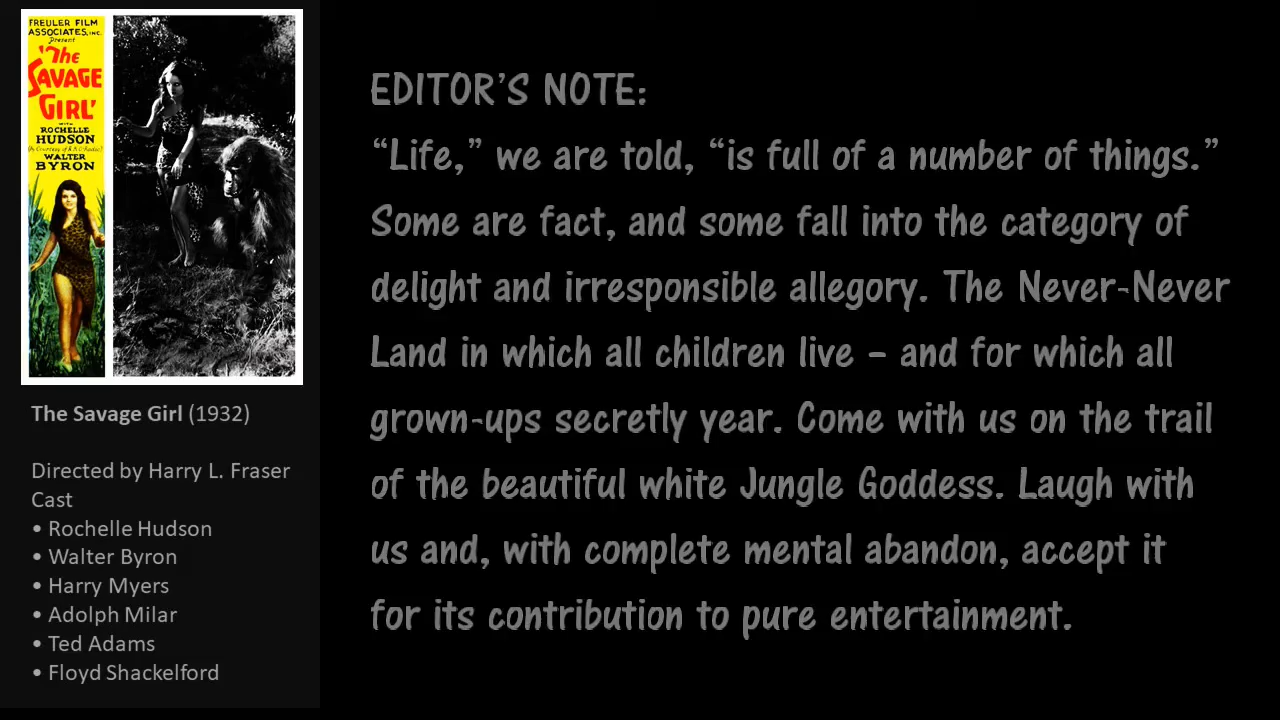 FREULER FILM
ASSOCIATES, INC.
Present
'The
SAVAGE
GIRL'
WITH
ROCHELLE
HUDSON
(By Courtesy of R.K.O. Radio)
WALTER
BYRON
The Savage Girl (1932)
Directed by Harry L. Fraser
Cast
• Rochelle Hudson
• Walter Byron
• Harry Myers
• Adolph Milar
• Ted Adams
• Floyd Shackelford
EDITOR’S NOTE:
“Life,” we are told, “is full of a number of things.”
Some are fact, and some fall into the category of
delight and irresponsible allegory. The Never-Never
Land in which all children live – and for which all
grown-ups secretly year. Come with us on the trail
of the beautiful white Jungle Goddess. Laugh with
us and, with complete mental abandon, accept it
for its contribution to pure entertainment.